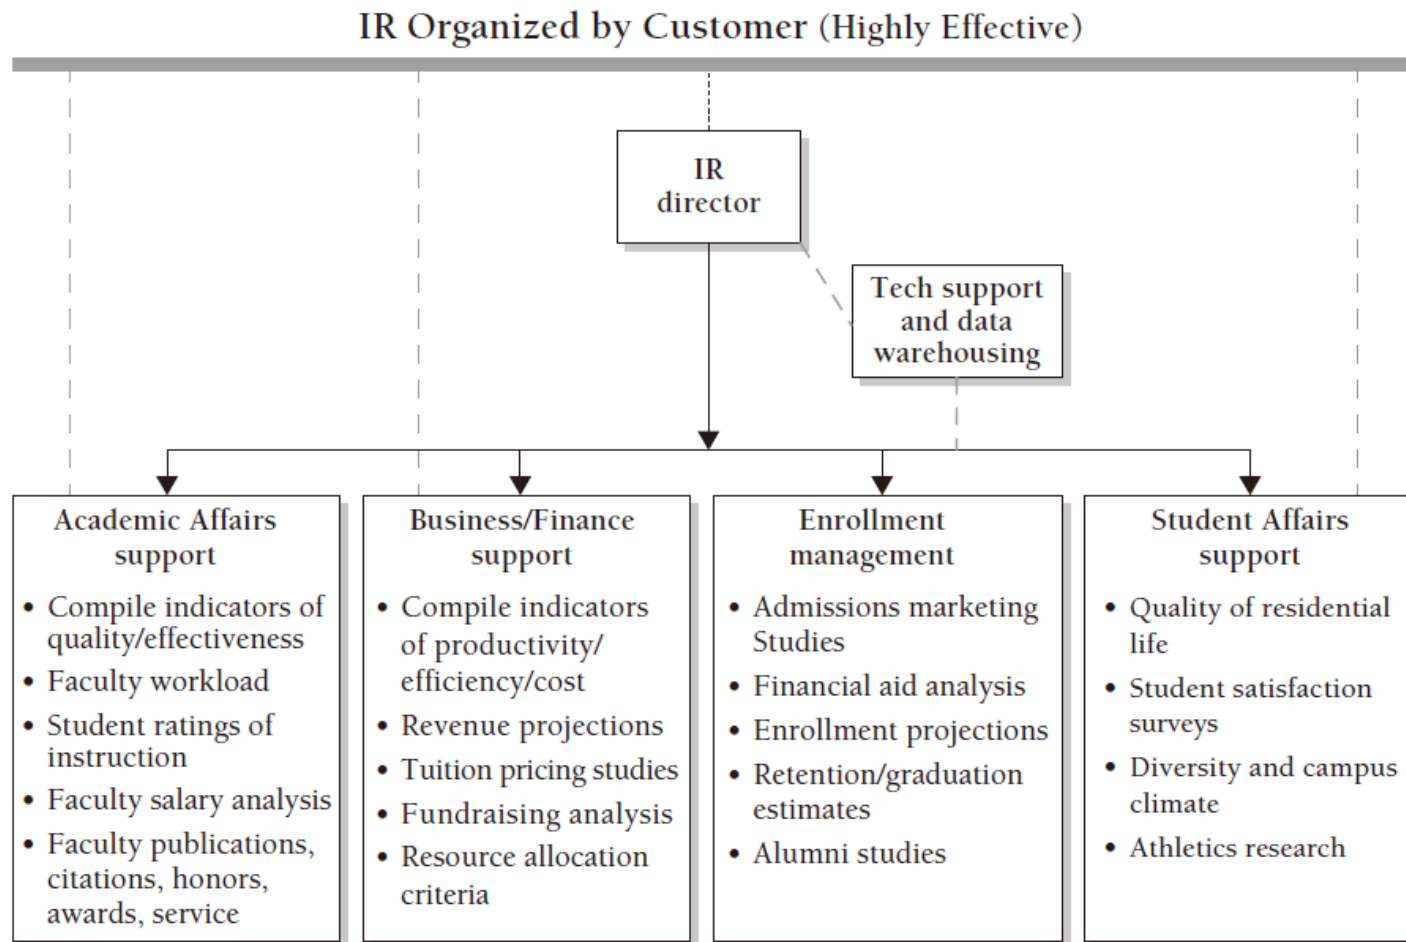 IR Organized by Customer (Highly Effective)
IR
director
Tech support
and data
warehousing
Academic Affairs
support
• Compile indicators of
quality/effectiveness
• Faculty workload
• Student ratings of
instruction
• Faculty salary analysis
• Faculty publications,
citations, honors,
awards, service
Business/Finance
support
• Compile indicators
of productivity/
efficiency/cost
• Revenue projections
• Tuition pricing studies
• Fundraising analysis
• Resource allocation
criteria
Enrollment
management
• Admissions marketing
Studies
• Financial aid analysis
• Enrollment projections
• Retention/graduation
estimates
• Alumni studies
Student Affairs
support
• Quality of residential
life
• Student satisfaction
surveys
• Diversity and campus
climate
• Athletics research